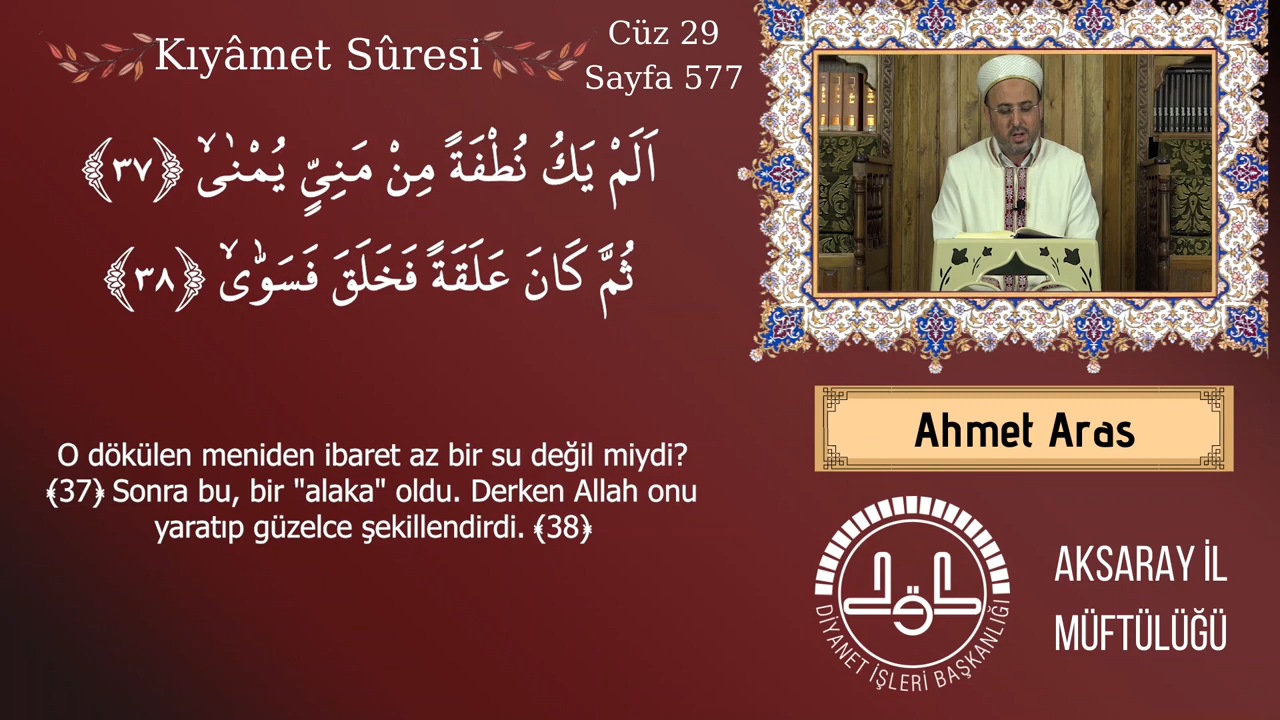 Kıyâmet Sûresi
Cüz 29
Sayfa 577
اَلَمْ يَكُ نُطْفَةً مِنْ مَنِيٍّ يُمْنٰىۙ ﴿٣٧﴾
ثُمَّ كَانَ عَلَقَةً فَخَلَقَ فَسَوّٰىۙ ﴿٣٨﴾
O dökülen meniden ibaret az bir su değil miydi?
﴾37﴿ Sonra bu, bir "alaka" oldu. Derken Allah onu
yaratıp güzelce şekillendirdi. ﴾38﴿
Ahmet Aras
DİYANET İŞLERİ BAŞKANLIĞI
AKSARAY İL
MÜFTÜLÜĞÜ